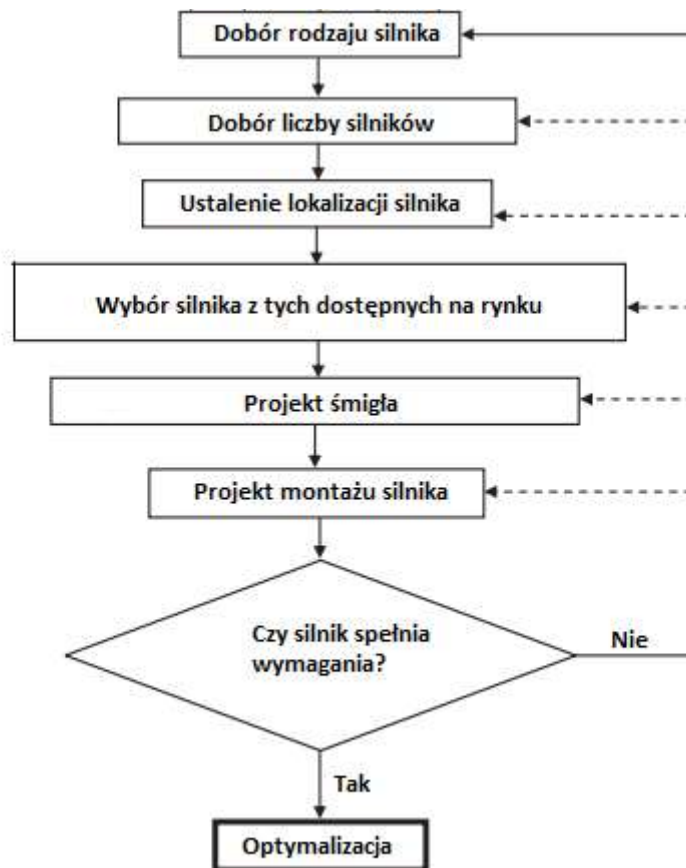 Dobór rodzaju silnika
Dobór liczby silników
Ustalenie lokalizacji silnika
Wybór silnika z tych dostępnych na rynku
Projekt śmigła
Projekt montażu silnika
Czy silnik spełnia
wymagania?
Nie
Tak
Optymalizacja